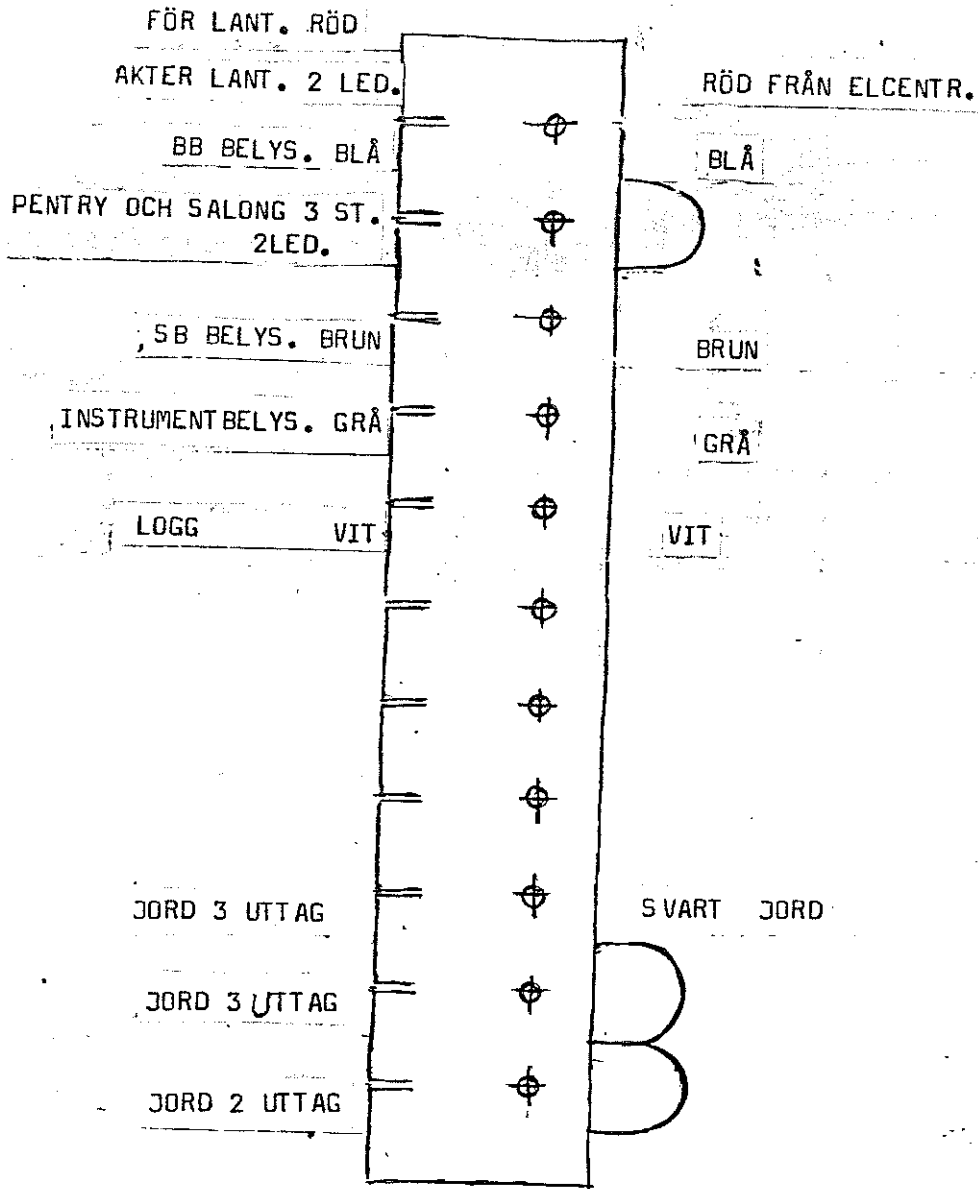 FÖR LANT. RÖD
AKTER LANT. 2 LED.
RÖD FRÅN ELCENTR.
BB BELYS. BLÅ
BLÅ
PENTRY OCH SALONG 3 ST.
2LED.
SB BELYS. BRUN
BRUN
INSTRUMENTBELYS. GRÅ
GRÅ
LOGG VIT
VIT
JORD 3 UTTAG
SVART JORD
JORD 3 UTTAG
JORD 2 UTTAG